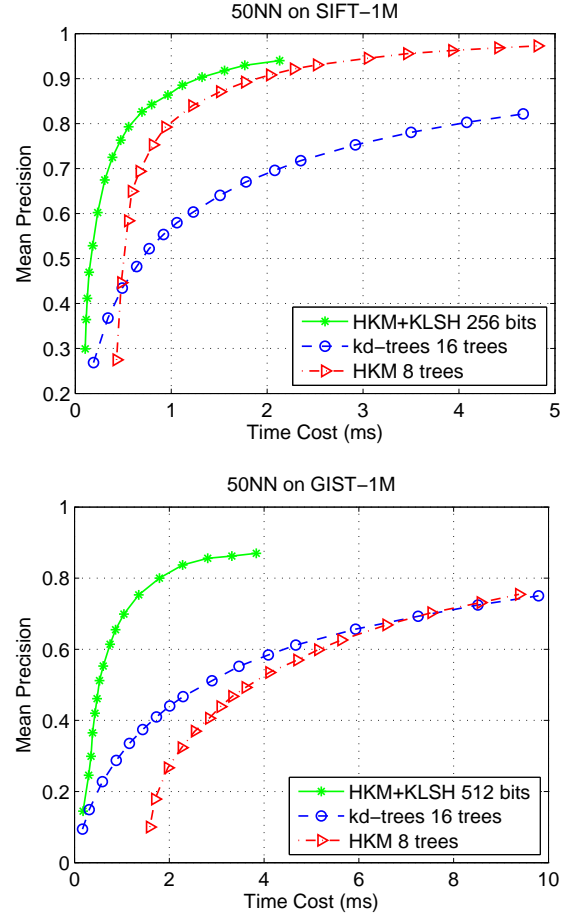 50NN on SIFT−1M
1
0.9
0.8
0.7
0.6
0.5
0.4
0.3
0.2
Mean Precision
HKM+KLSH 256 bits
kd−trees 16 trees
HKM 8 trees
0 1 2 3 4 5
Time Cost (ms)
50NN on GIST−1M
1
0.8
0.6
0.4
0.2
0
Mean Precision
HKM+KLSH 512 bits
kd−trees 16 trees
HKM 8 trees
0 2 4 6 8 10
Time Cost (ms)